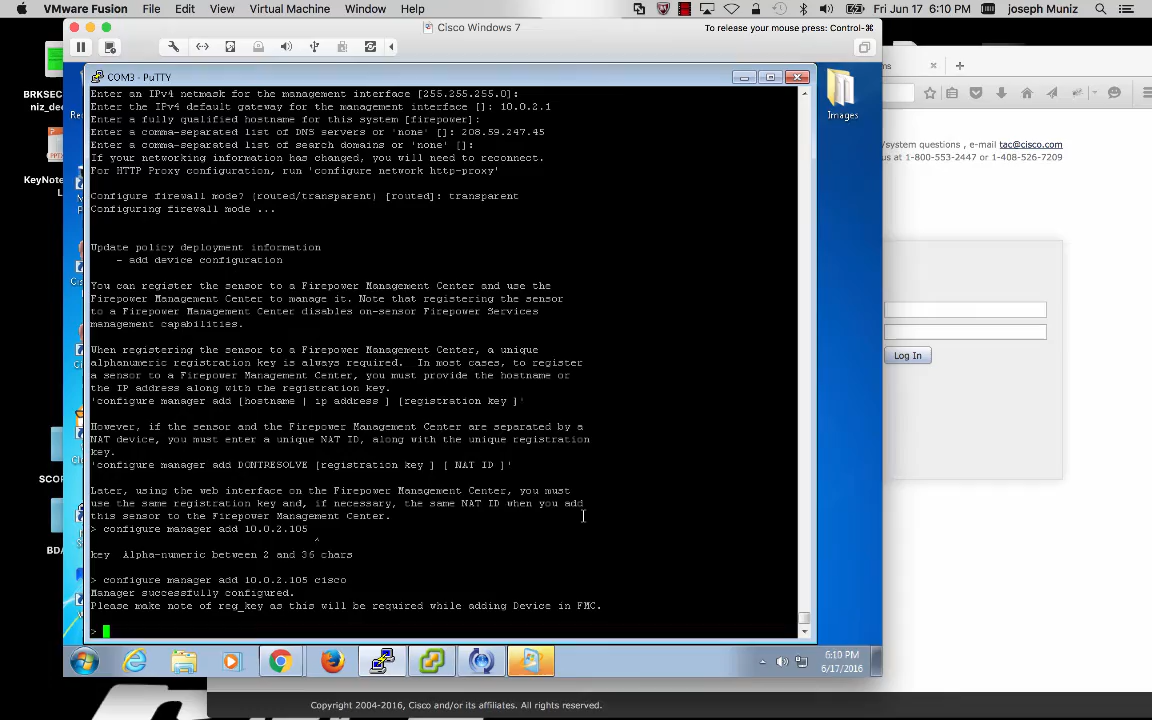 VMware Fusion File Edit View Virtual Machine Window Help
Fri Jun 17 6:10 PM joseph Muniz
Cisco Windows 7
To release your mouse press: Control-⌘
BRKSEC
niz_dec
KeyNote
L
SCOP
BDA
COM3 - PuTTY
Enter an IPv4 netmask for the management interface [255.255.255.0]:
Enter the IPv4 default gateway for the management interface []: 10.0.2.1
Enter a fully qualified hostname for this system [firepower]:
Enter a comma-separated list of DNS servers or 'none' []: 208.59.247.45
Enter a comma-separated list of search domains or 'none' []:
If your networking information has changed, you will need to reconnect.
For HTTP Proxy configuration, run 'configure network http-proxy'
Configure firewall mode? (routed/transparent) [routed]: transparent
Configuring firewall mode ...
Update policy deployment information
- add device configuration
You can register the sensor to a Firepower Management Center and use the
Firepower Management Center to manage it. Note that registering the sensor
to a Firepower Management Center disables on-sensor Firepower Services
management capabilities.
When registering the sensor to a Firepower Management Center, a unique
alphanumeric registration key is always required. In most cases, to register
a sensor to a Firepower Management Center, you must provide the hostname or
the IP address along with the registration key.
'configure manager add [hostname | ip address ] [registration key ]'
However, if the sensor and the Firepower Management Center are separated by a
NAT device, you must enter a unique NAT ID, along with the unique registration
key.
'configure manager add DONTRESOLVE [registration key ] [ NAT ID ]'
Later, using the web interface on the Firepower Management Center, you must
use the same registration key and, if necessary, the same NAT ID when you add
this sensor to the Firepower Management Center.
> configure manager add 10.0.2.105
^
key Alpha-numeric between 2 and 36 chars
> configure manager add 10.0.2.105 cisco
Manager successfully configured.
Please make note of reg_key as this will be required while adding Device in FMC.
>
Images
/system questions , e-mail tac@cisco.com
us at 1-800-553-2447 or 1-408-526-7209
Log In
6:10 PM
6/17/2016
Copyright 2004-2016, Cisco and/or its affiliates. All rights reserved.